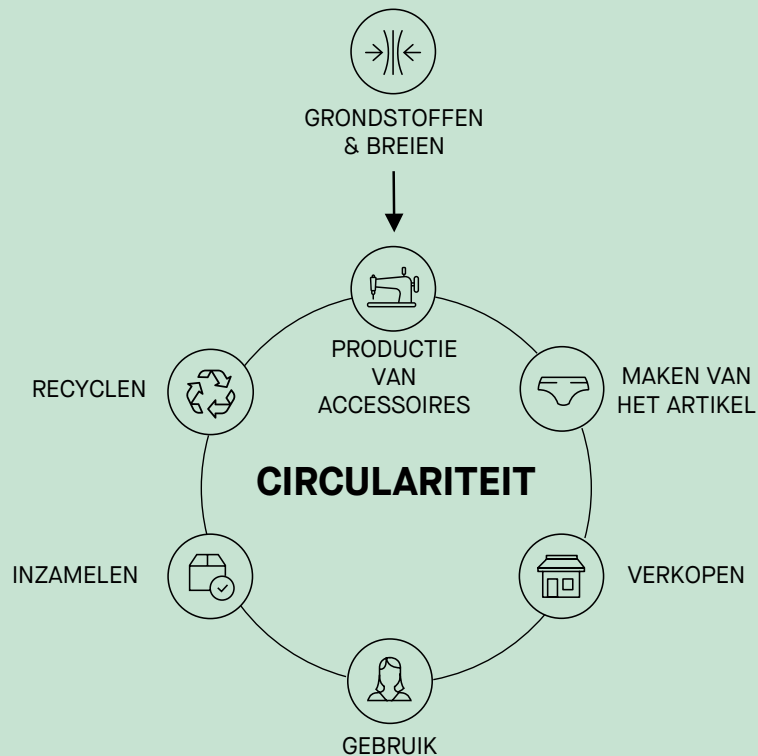 GRONDSTOFFEN
& BREIEN
PRODUCTIE
VAN
ACCESSOIRES
RECYCLEN
MAKEN VAN
HET ARTIKEL
CIRCULARITEIT
INZAMELEN
VERKOPEN
GEBRUIK